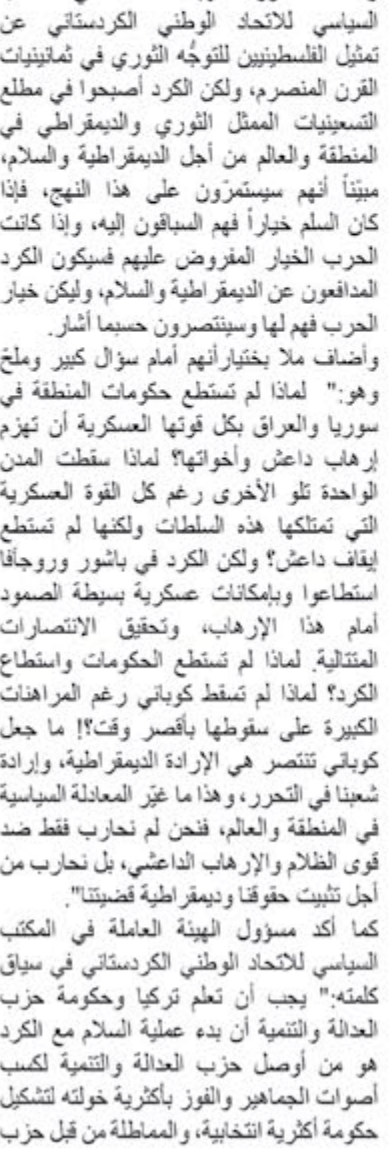 السياسي للاتحاد الوطني الكردستاني عن
تمثيل الفلسطينيين للتوجُّه الثوري في ثمانينيات
القرن المنصرم، ولكن الكرد أصبحوا في مطلع
التسعينيات الممثل الثوري والديمقراطي في
المنطقة والعالم من أجل الديمقراطية والسلام،
مبيّناً أنهم سيستمرّون على هذا النهج، فإذا
كان السلم خياراً فهم السباقون إليه، وإذا كانت
الحرب الخيار المفروض عليهم فسيكون الكرد
المدافعون عن الديمقراطية والسلام، وليكن خيار
الحرب فهم لها وسينتصرون حسبما أشار.
وأضاف ملا بختيار أنهم أمام سؤال كبير وملحّ
وهو:" لماذا لم تستطع حكومات المنطقة في
سوريا والعراق بكل قوتها العسكرية أن تهزم
إرهاب داعش وأخواتها؟ لماذا سقطت المدن
الواحدة تلو الأخرى رغم كل القوة العسكرية
التي تمتلكها هذه السلطات ولكنها لم تستطع
إيقاف داعش؟ ولكن الكرد في باشور وروجآفا
استطاعوا وبإمكانات عسكرية بسيطة الصمود
أمام هذا الإرهاب، وتحقيق الانتصارات
المتتالية. لماذا لم تستطع الحكومات واستطاع
الكرد؟ لماذا لم تسقط كوباني رغم المراهنات
الكبيرة على سقوطها بأقصر وقت؟! ما جعل
كوباني تنتصر هي الإرادة الديمقراطية، وإرادة
شعبنا في التحرر، وهذا ما غيّر المعادلة السياسية
في المنطقة والعالم، فنحن لم نحارب فقط ضد
قوى الظلام والإرهاب الداعشي، بل نحارب من
أجل تثبيت حقوقنا وديمقراطية قضيتنا".
كما أكد مسؤول الهيئة العاملة في المكتب
السياسي للاتحاد الوطني الكردستاني في سياق
كلمته:" يجب أن تعلم تركيا وحكومة حزب
العدالة والتنمية أن بدء عملية السلام مع الكرد
هو من أوصل حزب العدالة والتنمية لكسب
أصوات الجماهير والفوز بأكثرية خولته لتشكيل
حكومة أكثرية انتخابية، والمماطلة من قبل حزب